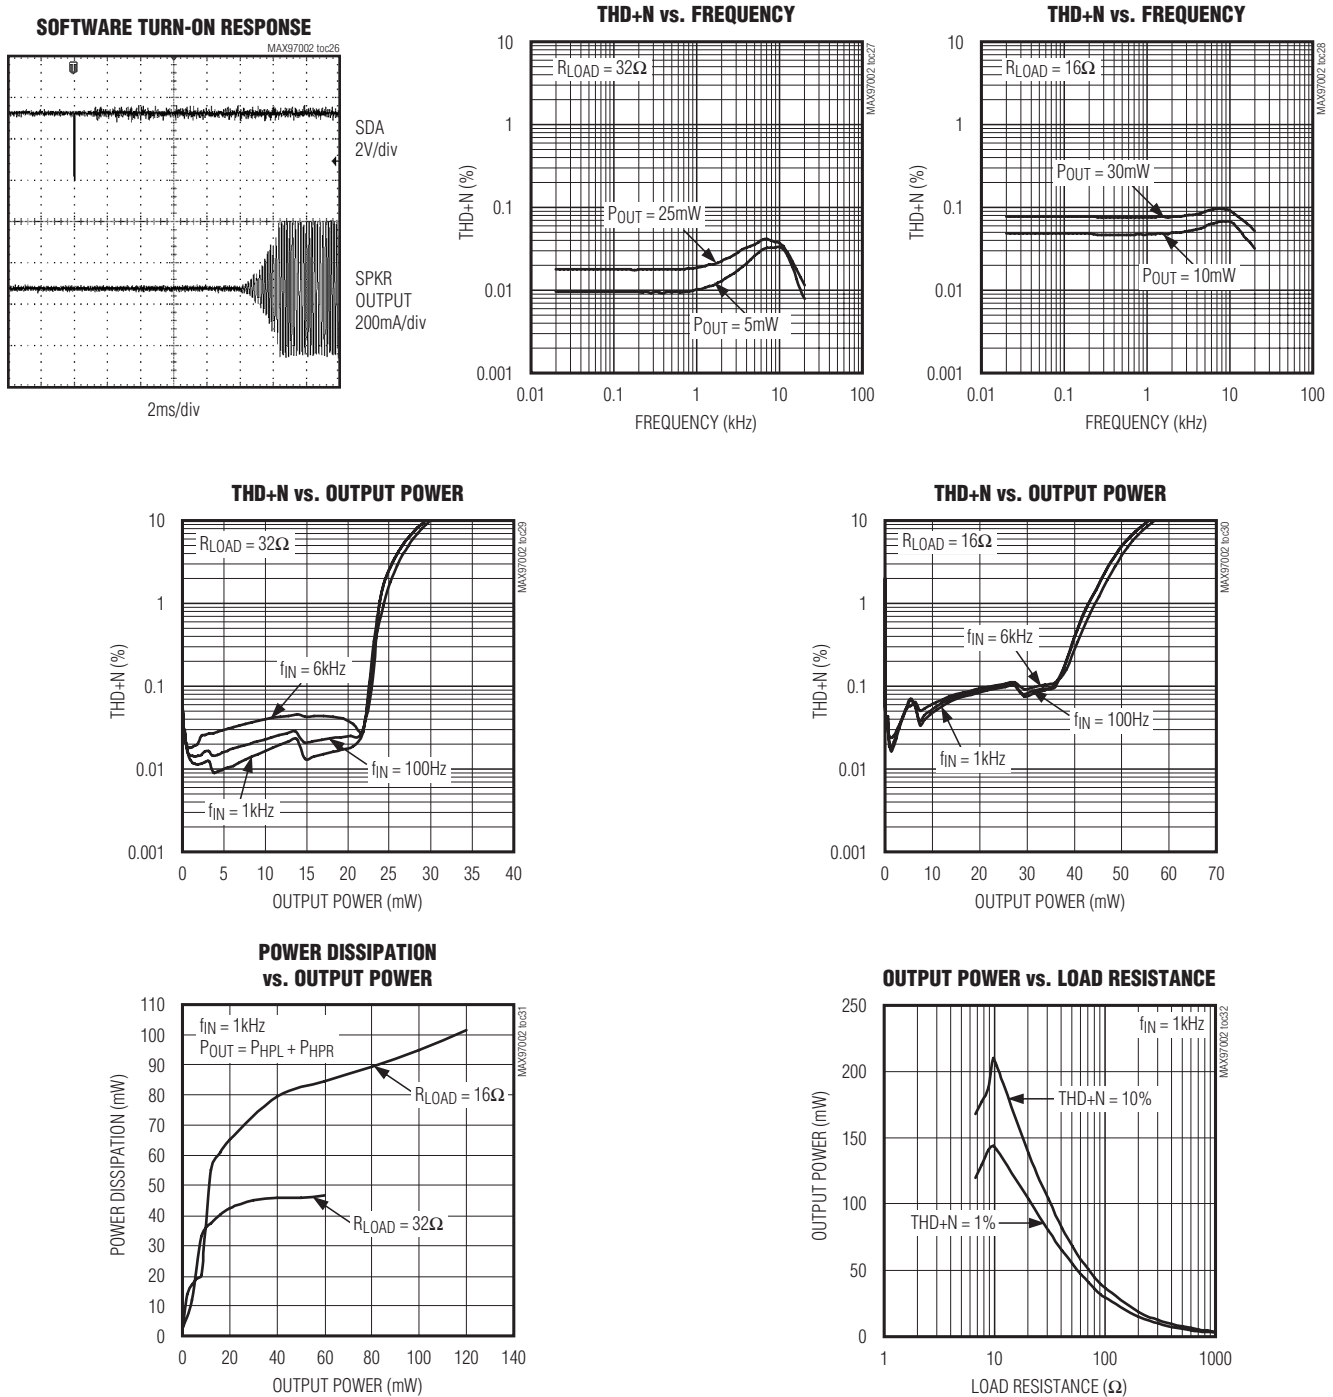 SOFTWARE TURN-ON RESPONSE
MAX97002 toc26
SDA
2V/div
SPKR
OUTPUT
200mA/div
2ms/div
THD+N vs. FREQUENCY
MAX97002 toc27
RLOAD = 32Ω
THD+N (%)
10
1
0.1
0.01
0.001
POUT = 25mW
POUT = 5mW
0.01 0.1 1 10 100
FREQUENCY (kHz)
THD+N vs. FREQUENCY
MAX97002 toc28
RLOAD = 16Ω
THD+N (%)
10
1
0.1
0.01
0.001
POUT = 30mW
POUT = 10mW
0.01 0.1 1 10 100
FREQUENCY (kHz)
THD+N vs. OUTPUT POWER
MAX97002 toc29
RLOAD = 32Ω
THD+N (%)
10
1
0.1
0.01
0.001
fIN = 6kHz
fIN = 100Hz
fIN = 1kHz
0 5 10 15 20 25 30 35 40
OUTPUT POWER (mW)
THD+N vs. OUTPUT POWER
MAX97002 toc30
RLOAD = 16Ω
THD+N (%)
10
1
0.1
0.01
0.001
fIN = 6kHz
fIN = 100Hz
fIN = 1kHz
0 10 20 30 40 50 60 70
OUTPUT POWER (mW)
POWER DISSIPATION
vs. OUTPUT POWER
MAX97002 toc31
fIN = 1kHz
POUT = PHPL + PHPR
POWER DISSIPATION (mW)
110
100
90
80
70
60
50
40
30
20
10
0
RLOAD = 16Ω
RLOAD = 32Ω
0 20 40 60 80 100 120 140
OUTPUT POWER (mW)
OUTPUT POWER vs. LOAD RESISTANCE
MAX97002 toc32
fIN = 1kHz
OUTPUT POWER (mW)
250
200
150
100
50
0
THD+N = 10%
THD+N = 1%
1 10 100 1000
LOAD RESISTANCE (Ω)